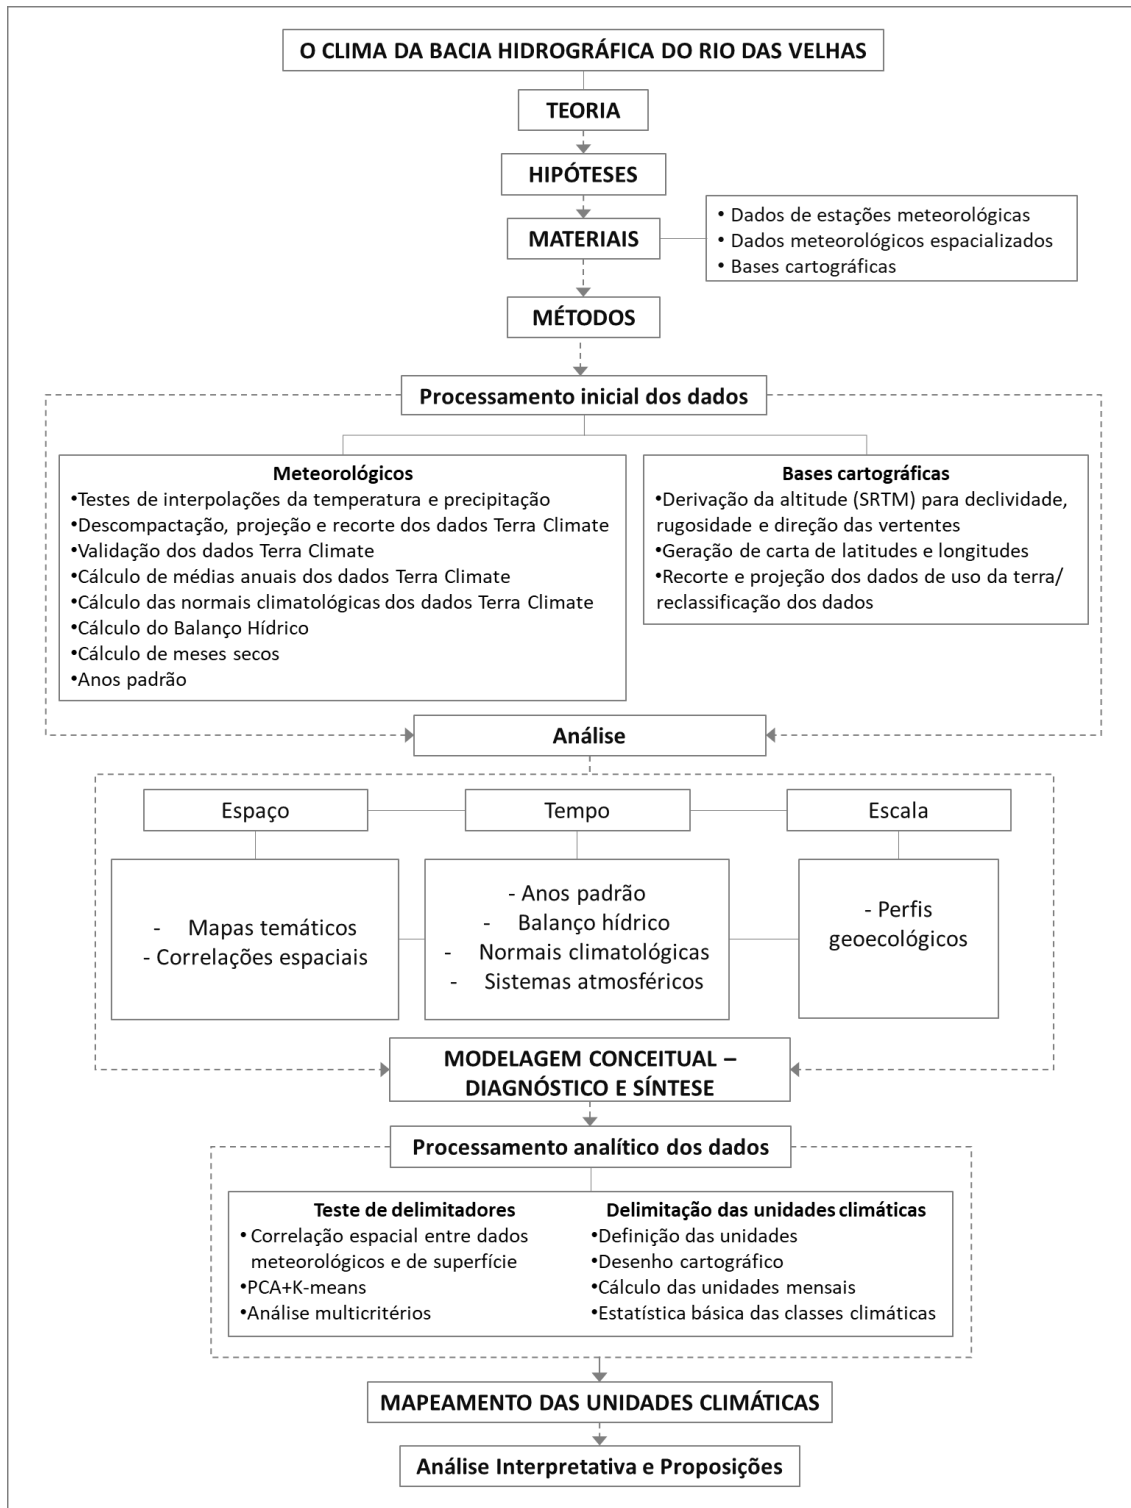 O CLIMA DA BACIA HIDROGRÁFICA DO RIO DAS VELHAS
TEORIA
HIPÓTESES
MATERIAIS
• Dados de estações meteorológicas
• Dados meteorológicos espacializados
• Bases cartográficas
MÉTODOS
Processamento inicial dos dados
Meteorológicos
•Testes de interpolações da temperatura e precipitação
•Descompactação, projeção e recorte dos dados Terra Climate
•Validação dos dados Terra Climate
•Cálculo de médias anuais dos dados Terra Climate
•Cálculo das normais climatológicas dos dados Terra Climate
•Cálculo do Balanço Hídrico
•Cálculo de meses secos
•Anos padrão
Bases cartográficas
•Derivação da altitude (SRTM) para declividade,
rugosidade e direção das vertentes
•Geração de carta de latitudes e longitudes
•Recorte e projeção dos dados de uso da terra/
reclassificação dos dados
Análise
Espaço
Tempo
Escala
- Mapas temáticos
- Correlações espaciais
- Anos padrão
- Balanço hídrico
- Normais climatológicas
- Sistemas atmosféricos
- Perfis
geoecológicos
MODELAGEM CONCEITUAL –
DIAGNÓSTICO E SÍNTESE
Processamento analítico dos dados
Teste de delimitadores
• Correlação espacial entre dados
meteorológicos e de superfície
•PCA+K-means
•Análise multicritérios
Delimitação das unidades climáticas
•Definição das unidades
•Desenho cartográfico
•Cálculo das unidades mensais
•Estatística básica das classes climáticas
MAPEAMENTO DAS UNIDADES CLIMÁTICAS
Análise Interpretativa e Proposições